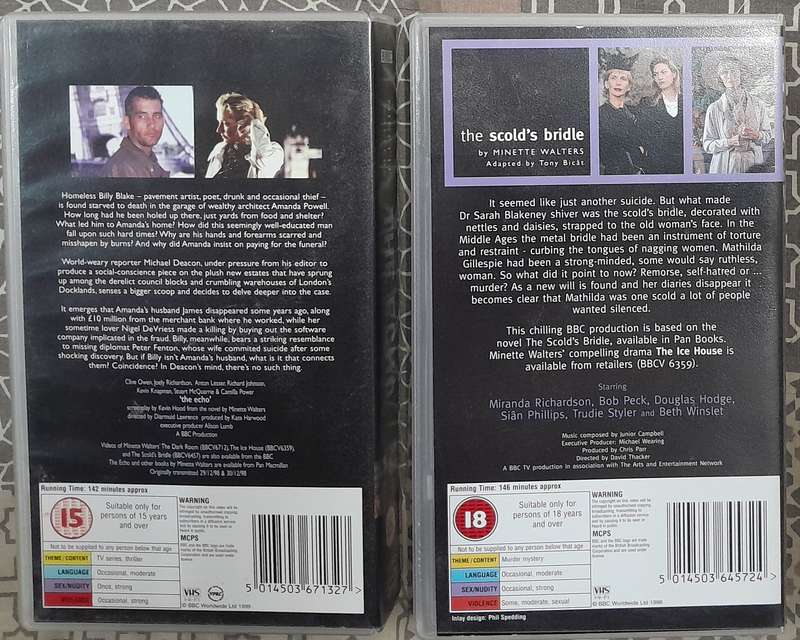 Homeless Billy Blake – pavement artist, poet, drunk and occasional thief –
is found starved to death in the garage of wealthy architect Amanda Powell.
How long had he been holed up there, just yards from food and shelter?
What led him to Amanda's home? How did this seemingly well-educated man
fall upon such hard times? Why are his hands and forearms scarred and
misshapen by burns? And why did Amanda insist on paying for the funeral?
World-weary reporter Michael Deacon, under pressure from his editor to
produce a social-conscience piece on the plush new estates that have sprung
up among the derelict council blocks and crumbling warehouses of London's
Docklands, senses a bigger scoop and decides to delve deeper into the case.
It emerges that Amanda's husband James disappeared some years ago, along
with £10 million from the merchant bank where he worked, while her
sometime lover Nigel DeVriess made a killing by buying out the software
company implicated in the fraud. Billy, meanwhile, bears a striking resemblance
to missing diplomat Peter Fenton, whose wife commited suicide after some
shocking discovery. But if Billy isn't Amanda's husband, what is it that connects
them? Coincidence? In Deacon's mind, there's no such thing.
Clive Owen, Joely Richardson, Anton Lesser, Richard Johnson,
Kevin Knapman, Stuart McQuarrie & Camilla Power
'the echo'
screenplay by Kevin Hood from the novel by Minette Walters
directed by Diarmuid Lawrence produced by Kate Harwood
executive producer Alison Lumb
A BBC Production
Videos of Minette Walters' The Dark Room (BBCV6712), The Ice House (BBCV6359),
and The Scold's Bridle (BBCV6457) are also available from the BBC.
The Echo and other books by Minette Walters are available from Pan Macmillan
Originally transmitted 29/12/98 & 30/12/98
Running Time: 142 minutes approx
15
Suitable only for
persons of 15 years
and over
Not to be supplied to any person below that age
THEME/CONTENT TV series, thriller
LANGUAGE Occasional, moderate
SEX/NUDITY Once, strong
VIOLENCE Occasional, strong
WARNING
MCPS
VHS
© BBC Worldwide Ltd 1999
5 014503 671327 >
the scold's bridle
by MINETTE WALTERS
Adapted by Tony Bicât
It seemed like just another suicide. But what made
Dr Sarah Blakeney shiver was the scold's bridle, decorated with
nettles and daisies, strapped to the old woman's face. In the
Middle Ages the metal bridle had been an instrument of torture
and restraint - curbing the tongues of nagging women. Mathilda
Gillespie had been a strong-minded, some would say ruthless,
woman. So what did it point to now? Remorse, self-hatred or ...
murder? As a new will is found and her diaries disappear it
becomes clear that Mathilda was one scold a lot of people
wanted silenced.
This chilling BBC production is based on the
novel The Scold's Bridle, available in Pan Books.
Minette Walters' compelling drama The Ice House is
available from retailers (BBCV 6359).
Starring
Miranda Richardson, Bob Peck, Douglas Hodge,
Siân Phillips, Trudie Styler and Beth Winslet
Music composed by Junior Campbell
Executive Producer: Michael Wearing
Produced by Chris Parr
Directed by David Thacker
A BBC TV production in association with The Arts and Entertainment Network
Running Time: 146 minutes approx
18
Suitable only for
persons of 18 years
and over
Not to be supplied to any person below that age
THEME/CONTENT Murder mystery
LANGUAGE Occasional, moderate
SEX/NUDITY Occasional, strong
VIOLENCE Some, moderate, sexual
WARNING
MCPS
VHS
© BBC Worldwide Ltd 1998
5 014503 645724 >
Inlay design: Phil Spedding